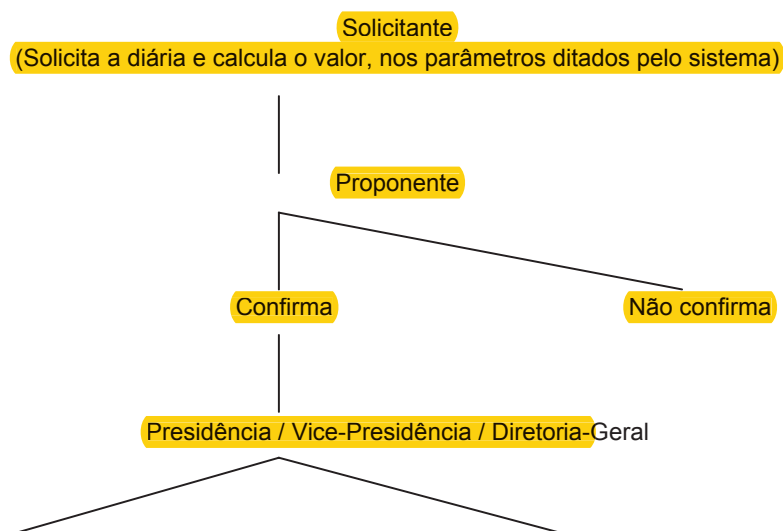 Solicitante
(Solicita a diária e calcula o valor, nos parâmetros ditados pelo sistema)
Proponente
Confirma
Não confirma
Presidência / Vice-Presidência / Diretoria-Geral